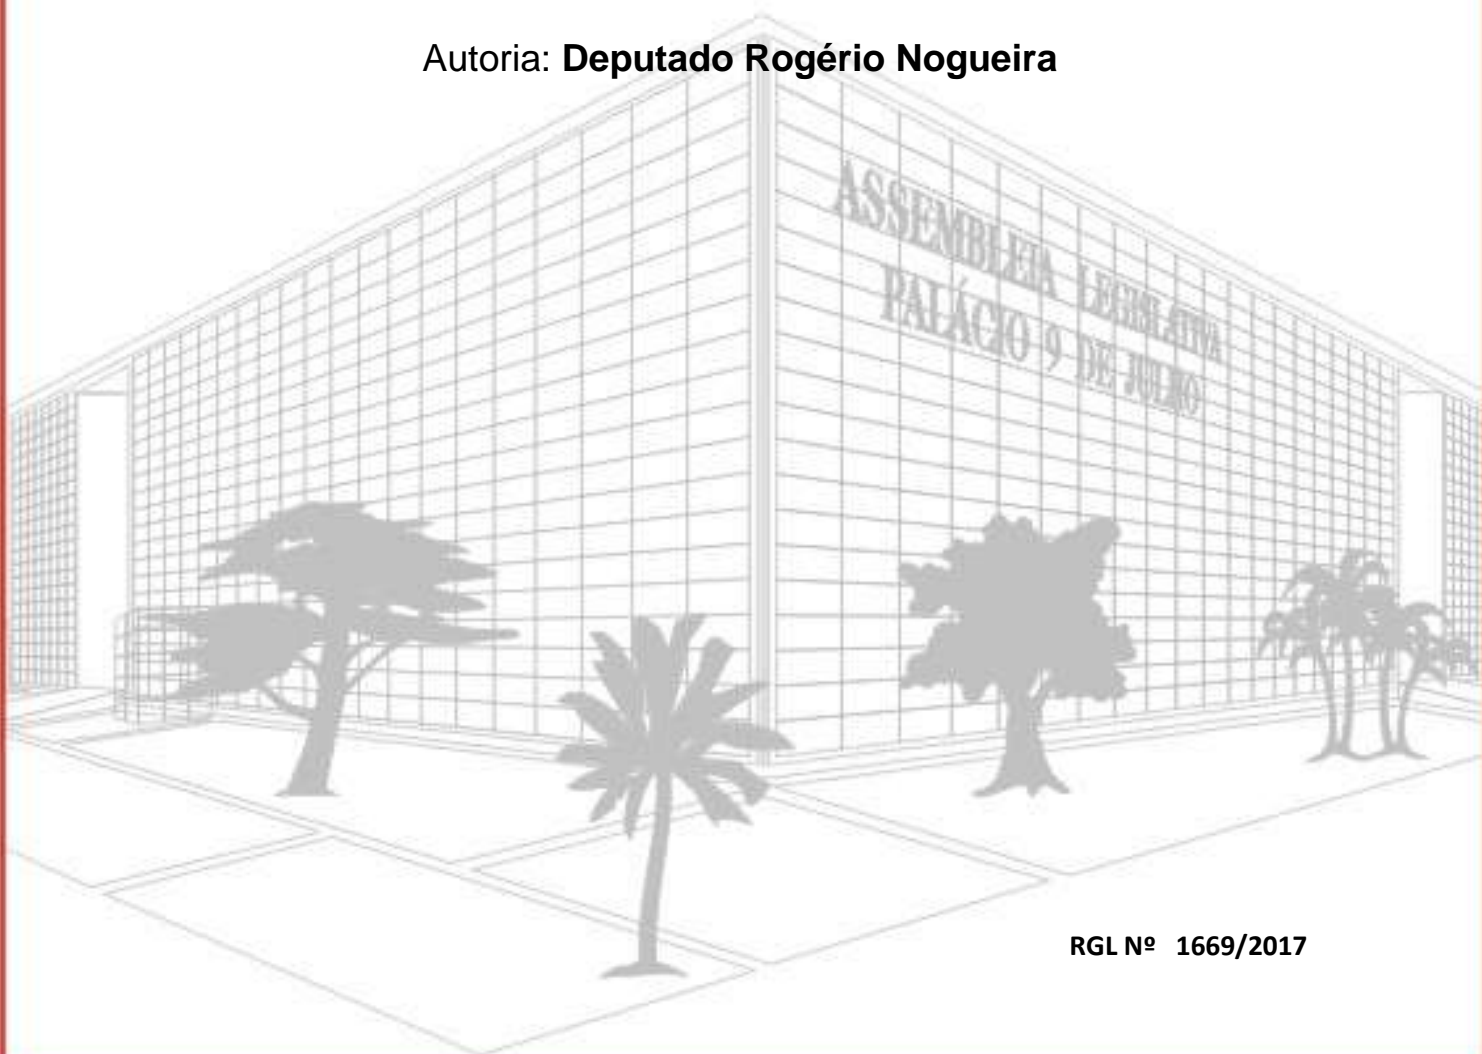 Autoria: Deputado Rogério Nogueira
ASSEMBLEIA LEGISLATIVA
PALÁCIO 9 DE JULHO
RGL Nº 1669/2017